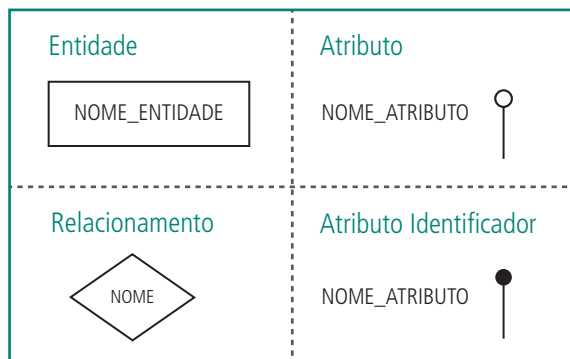 Entidade
NOME_ENTIDADE
Atributo
NOME_ATRIBUTO
Relacionamento
NOME
Atributo Identificador
NOME_ATRIBUTO